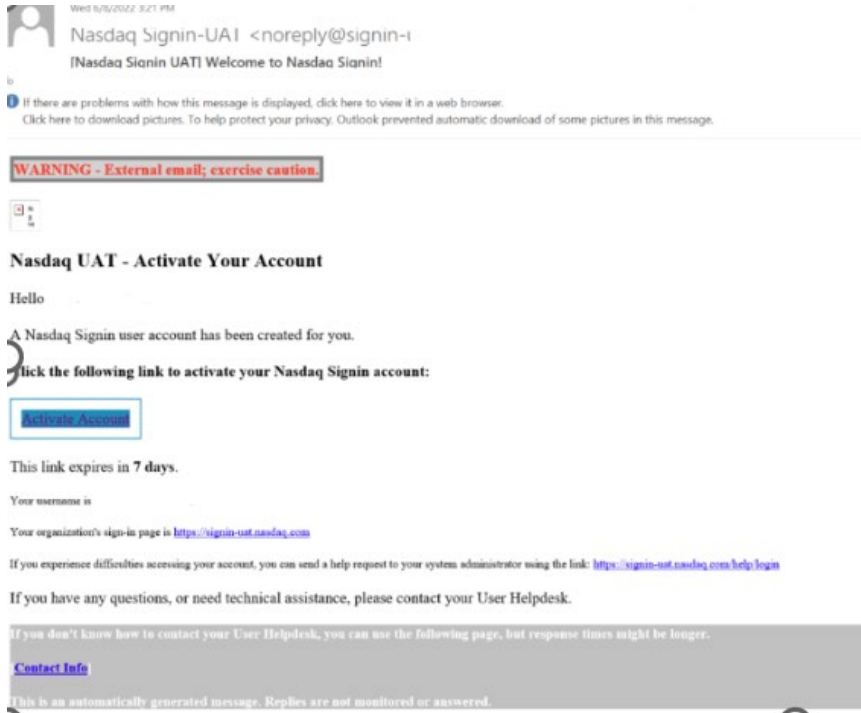 Wed 6/8/2022 3:21 PM
Nasdaq Signin-UAT <noreply@signin-
[Nasdaq Signin UAT] Welcome to Nasdaq Signin!
If there are problems with how this message is displayed, click here to view it in a web browser.
Click here to download pictures. To help protect your privacy, Outlook prevented automatic download of some pictures in this message.
WARNING - External email; exercise caution.
Nasdaq UAT - Activate Your Account
Hello
A Nasdaq Signin user account has been created for you.
Click the following link to activate your Nasdaq Signin account:
Activate Account
This link expires in 7 days.
Your username is
Your organization's sign-in page is https://signin-uat.nasdaq.com
If you experience difficulties accessing your account, you can send a help request to your system administrator using the link: https://signin-uat.nasdaq.com/help/login
If you have any questions, or need technical assistance, please contact your User Helpdesk.
If you don't know how to contact your User Helpdesk, you can use the following page, but response times might be longer.
[Contact Info]
This is an automatically generated message. Replies are not monitored or answered.